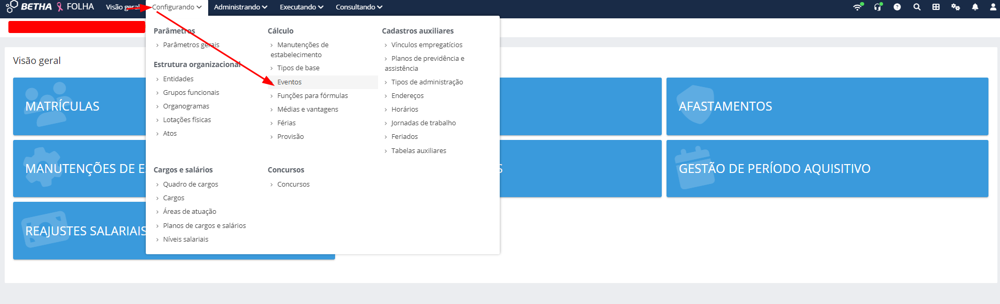 BETHA FOLHA Visão geral Configurando Administrando Executando Consultando
Parâmetros
Parâmetros gerais
Estrutura organizacional
Entidades
Grupos funcionais
Organogramas
Lotações físicas
Atos
Cálculo
Manutenções de
estabelecimento
Tipos de base
Eventos
Funções para fórmulas
Médias e vantagens
Férias
Provisão
Cadastros auxiliares
Vínculos empregatícios
Planos de previdência e
assistência
Tipos de administração
Endereços
Horários
Jornadas de trabalho
Feriados
Tabelas auxiliares
Cargos e salários
Quadro de cargos
Cargos
Áreas de atuação
Planos de cargos e salários
Níveis salariais
Concursos
Concursos
Visão geral
MATRÍCULAS
AFASTAMENTOS
MANUTENÇÕES DE
GESTÃO DE PERÍODO AQUISITIVO
REAJUSTES SALARIAIS